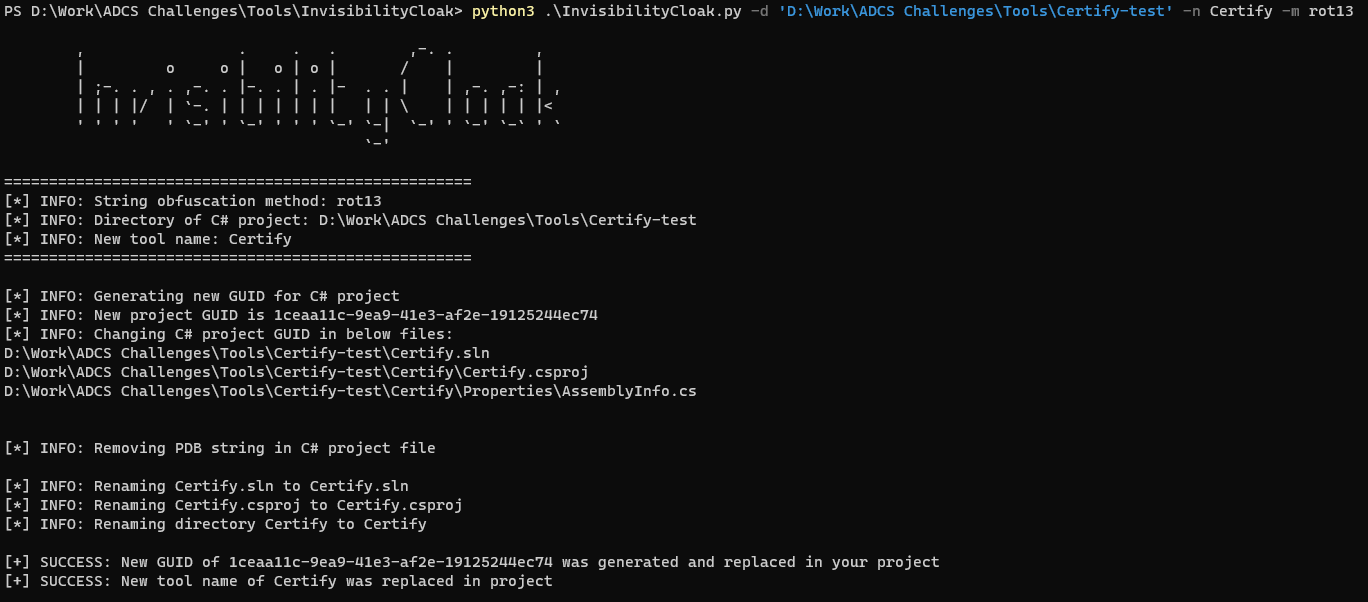 PS D:\Work\ADCS Challenges\Tools\InvisibilityCloak> python3 .\InvisibilityCloak.py -d 'D:\Work\ADCS Challenges\Tools\Certify-test' -n Certify -m rot13
==================================================== 
[*] INFO: String obfuscation method: rot13
[*] INFO: Directory of C# project: D:\Work\ADCS Challenges\Tools\Certify-test
[*] INFO: New tool name: Certify
====================================================
[*] INFO: Generating new GUID for C# project
[*] INFO: New project GUID is 1ceaa11c-9ea9-41e3-af2e-19125244ec74
[*] INFO: Changing C# project GUID in below files:
D:\Work\ADCS Challenges\Tools\Certify-test\Certify.sln
D:\Work\ADCS Challenges\Tools\Certify-test\Certify\Certify.csproj
D:\Work\ADCS Challenges\Tools\Certify-test\Certify\Properties\AssemblyInfo.cs
[*] INFO: Removing PDB string in C# project file
[*] INFO: Renaming Certify.sln to Certify.sln
[*] INFO: Renaming Certify.csproj to Certify.csproj
[*] INFO: Renaming directory Certify to Certify
[+] SUCCESS: New GUID of 1ceaa11c-9ea9-41e3-af2e-19125244ec74 was generated and replaced in your project
[+] SUCCESS: New tool name of Certify was replaced in project